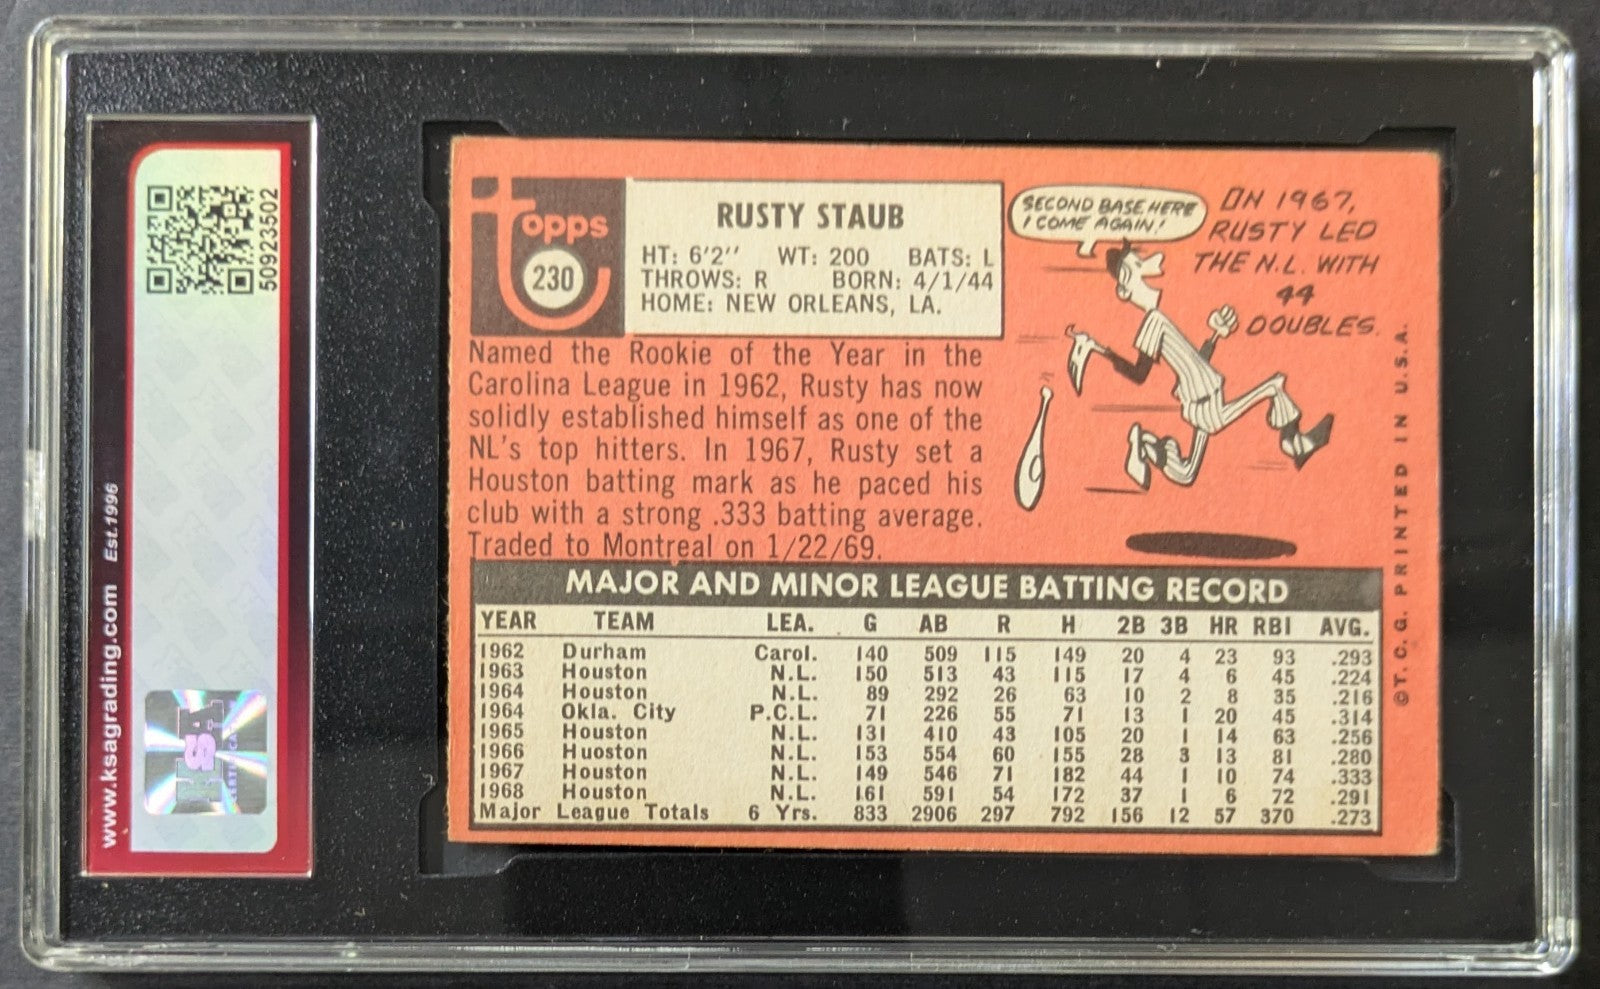 www.ksagrading.com Est.1996
509923502
KSA
topps
230
RUSTY STAUB
HT: 6'2'' WT: 200 BATS: L
THROWS: R BORN: 4/1/44
HOME: NEW ORLEANS, LA.
Named the Rookie of the Year in the
Carolina League in 1962, Rusty has now
solidly established himself as one of the
NL's top hitters. In 1967, Rusty set a
Houston batting mark as he paced his
club with a strong .333 batting average.
Traded to Montreal on 1/22/69.
SECOND BASE HERE
I COME AGAIN!
ON 1967,
RUSTY LED
THE N.L. WITH
44
DOUBLES.
MAJOR AND MINOR LEAGUE BATTING RECORD
YEAR TEAM LEA. G AB R H 2B 3B HR RBI AVG.
1962 Durham Carol. 140 509 115 149 20 4 23 93 .293
1963 Houston N.L. 150 513 43 115 17 4 6 45 .224
1964 Houston N.L. 89 292 26 63 10 2 8 35 .216
1964 Okla. City P.C.L. 71 226 55 71 13 1 20 45 .314
1965 Houston N.L. 131 410 43 105 20 1 14 63 .256
1966 Huoston N.L. 153 554 60 155 28 3 13 81 .280
1967 Houston N.L. 149 546 71 182 44 1 10 74 .333
1968 Houston N.L. 161 591 54 172 37 1 6 72 .291
Major League Totals 6 Yrs. 833 2906 297 792 156 12 57 370 .273
©T.C.G. PRINTED IN U.S.A.